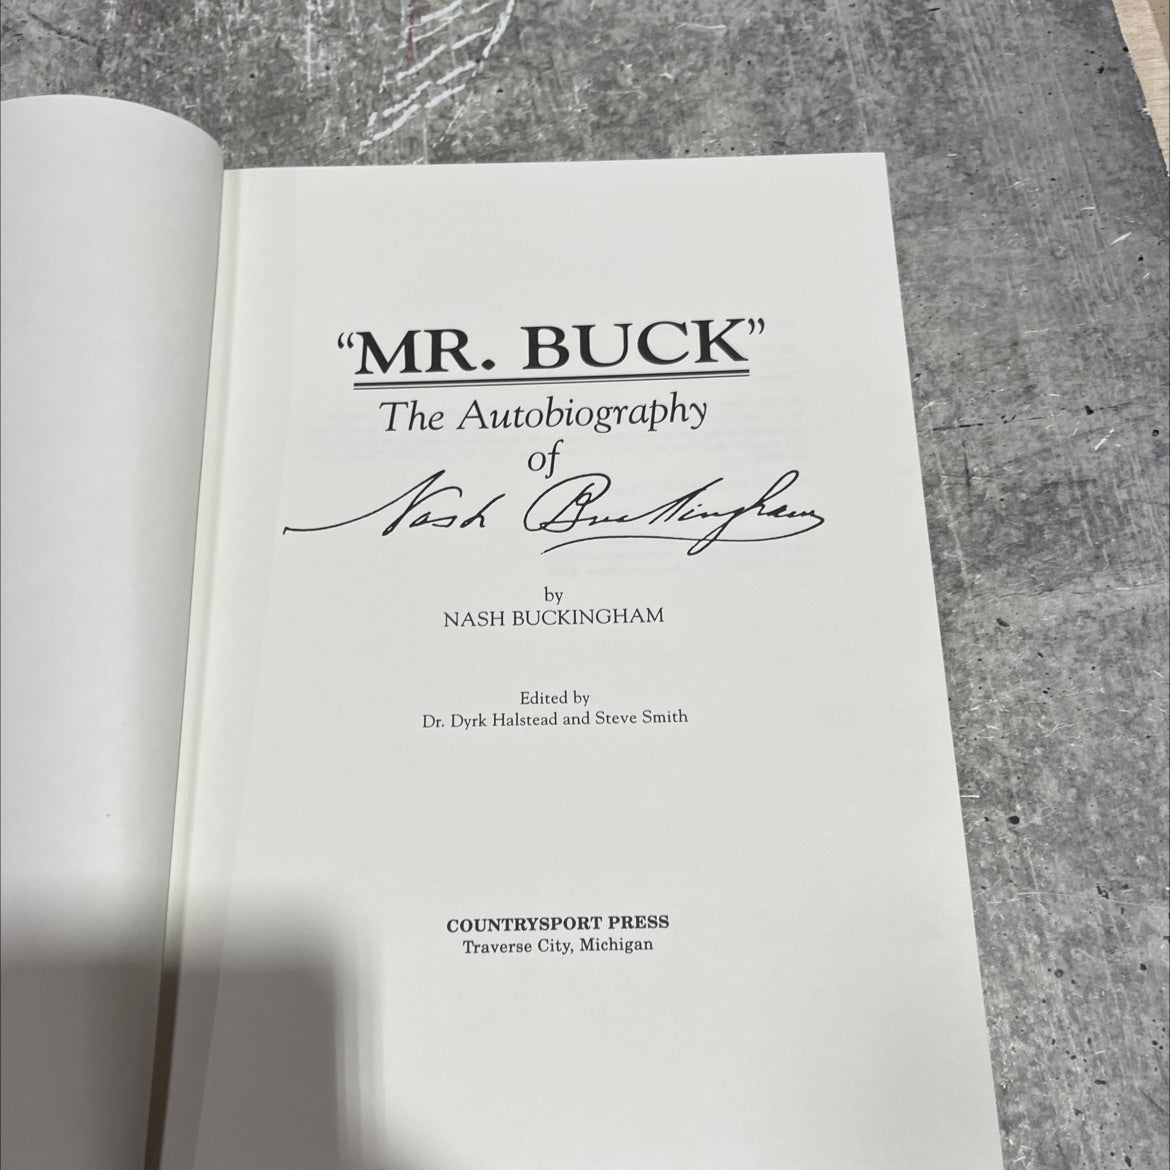 “MR. BUCK”
The Autobiography
of
Nash Buckingham
by
NASH BUCKINGHAM
Edited by
Dr. Dyrk Halstead and Steve Smith
COUNTRYSPORT PRESS
Traverse City, Michigan